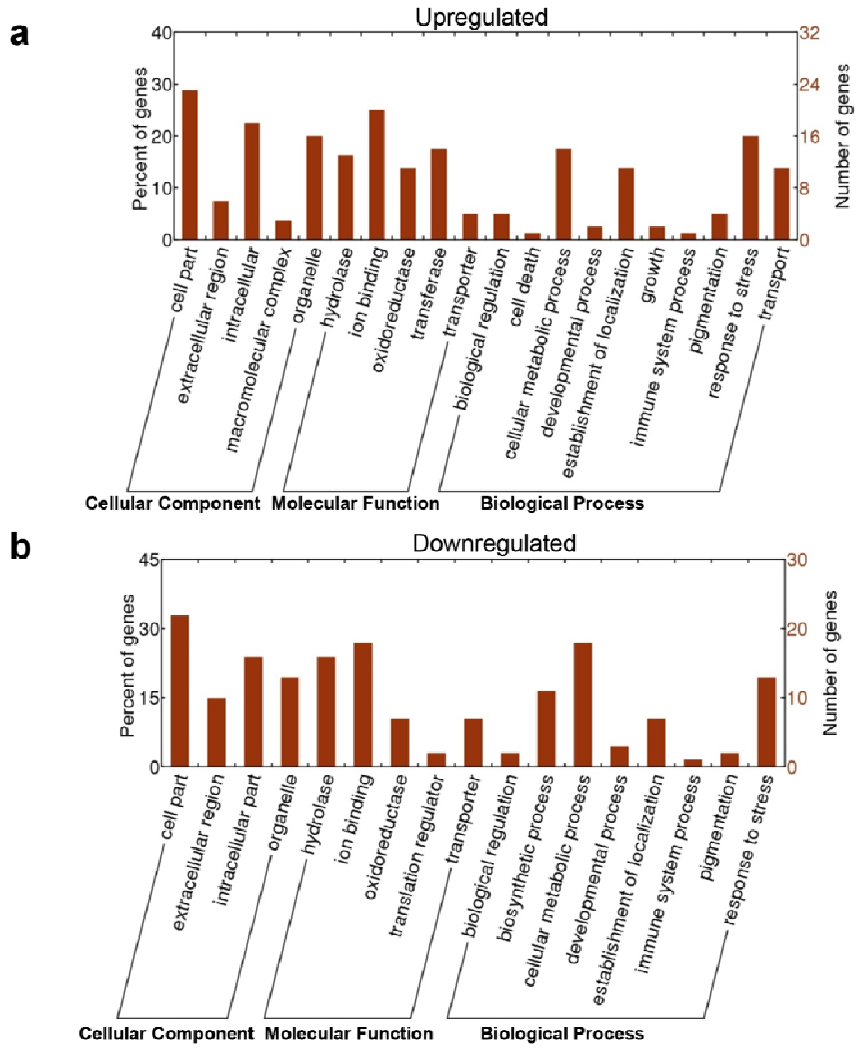 a
Upregulated
40
30
20
10
0
Percent of genes
32
24
16
8
0
Number of genes
cell part
extracellular region
intracellular
macromolecular complex
organelle
hydrolase
ion binding
oxidoreductase
transferase
transporter
biological regulation
cell death
cellular metabolic process
developmental process
establishment of localization
growth
immune system process
pigmentation
response to stress
transport
Cellular Component Molecular Function Biological Process
b
Downregulated
45
30
15
0
Percent of genes
30
20
10
0
Number of genes
cell part
extracellular region
intracellular part
organelle
hydrolase
ion binding
oxidoreductase
translation regulator
transporter
biological regulation
biosynthetic process
cellular metabolic process
developmental process
establishment of localization
immune system process
pigmentation
response to stress
Cellular Component Molecular Function Biological Process